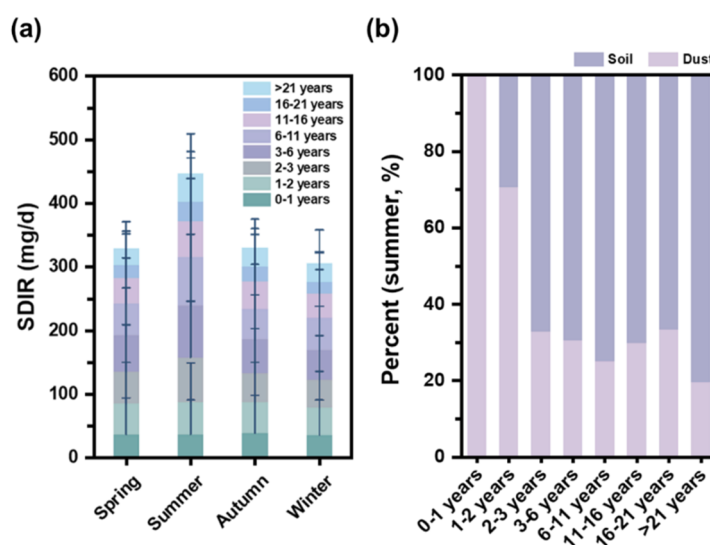 (a)
(b)
Soil
Dust
600
500
400
300
200
100
0
SDIR (mg/d)
>21 years
16-21 years
11-16 years
6-11 years
3-6 years
2-3 years
1-2 years
0-1 years
Spring
Summer
Autumn
Winter
100
80
60
40
20
0
Percent (summer, %)
0-1 years
1-2 years
2-3 years
3-6 years
6-11 years
11-16 years
16-21 years
>21 years